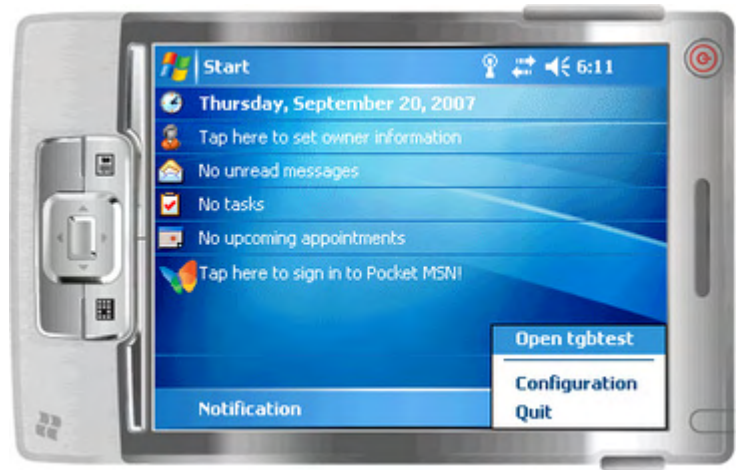 Start 6:11
Thursday, September 20, 2007
Tap here to set owner information
No unread messages
No tasks
No upcoming appointments
Tap here to sign in to Pocket MSN!
Open tgbtest
Configuration
Quit
Notification